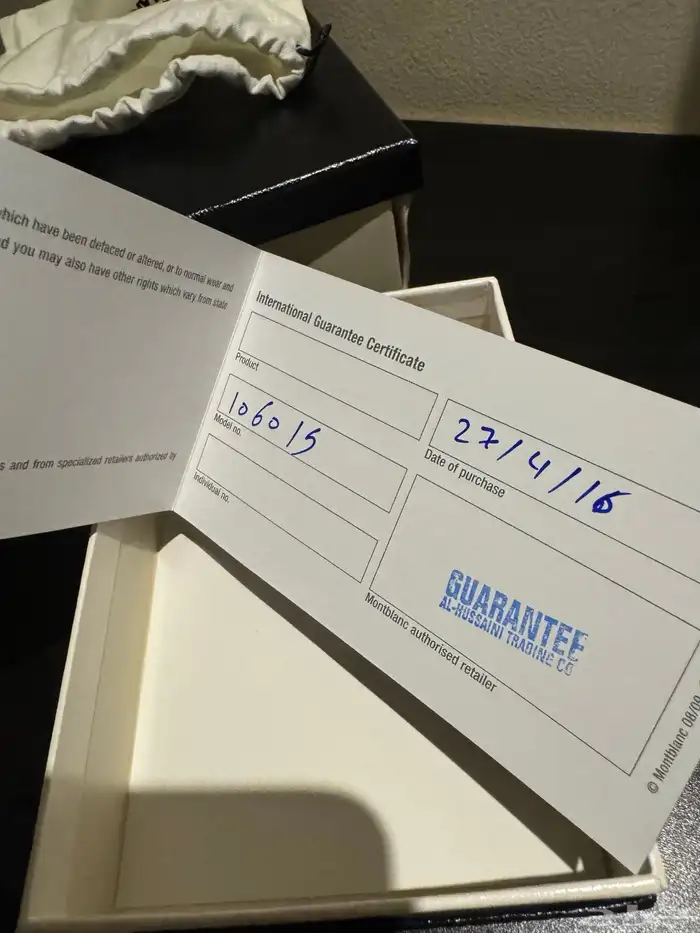 which have been defaced or altered, or to normal wear and
d you may also have other rights which vary from state
s and from specialized retailers authorized by
International Guarantee Certificate
Product
106015
Model no.
Individual no.
27/4/16
Date of purchase
GUARANTEE
AL-HUSSAINI TRADING CO
Montblanc authorised retailer
© Montblanc 08/09